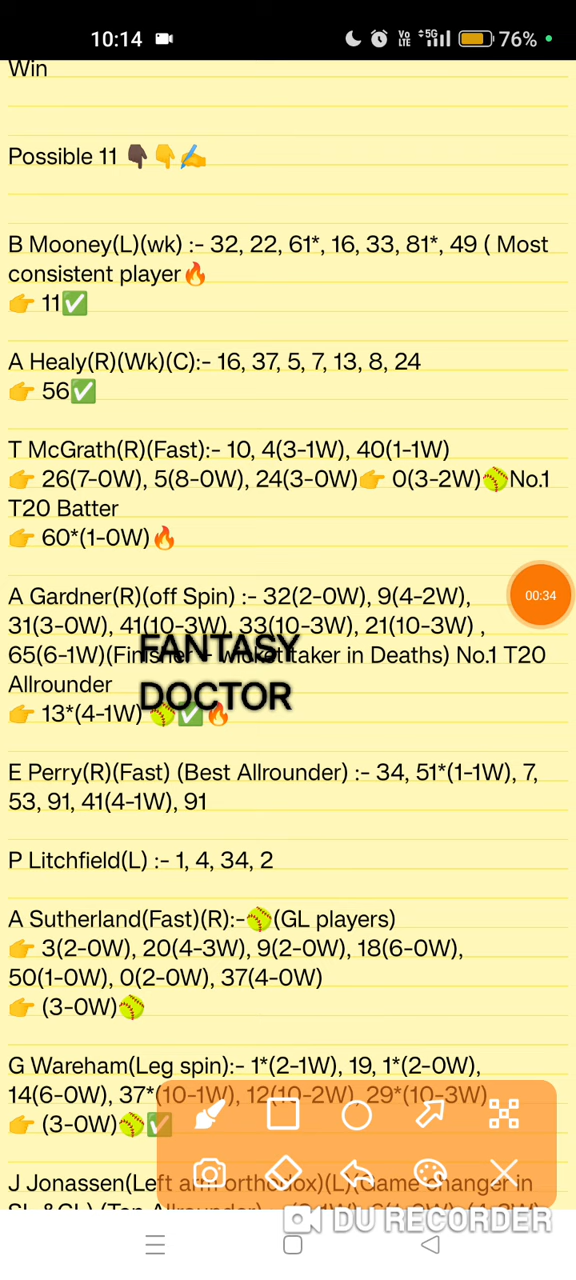 10:14
Vo LTE
5G
76%
Win
Possible 11 👇🏿👇✍️
B Mooney(L)(wk) :- 32, 22, 61*, 16, 33, 81*, 49 ( Most
consistent player🔥
👉 11✅
A Healy(R)(Wk)(C):- 16, 37, 5, 7, 13, 8, 24
👉 56✅
T McGrath(R)(Fast):- 10, 4(3-1W), 40(1-1W)
👉 26(7-0W), 5(8-0W), 24(3-0W)👉 0(3-2W)🥎No.1
T20 Batter
👉 60*(1-0W)🔥
A Gardner(R)(off Spin) :- 32(2-0W), 9(4-2W),
00:34
31(3-0W), 41(10-3W), 33(10-3W), 21(10-3W) ,
FANTASY
65(6-1W)(Finisher - wicket taker in Deaths) No.1 T20
Allrounder
DOCTOR
👉 13*(4-1W) 🥎✅🔥
E Perry(R)(Fast) (Best Allrounder) :- 34, 51*(1-1W), 7,
53, 91, 41(4-1W), 91
P Litchfield(L) :- 1, 4, 34, 2
A Sutherland(Fast)(R):-🥎(GL players)
👉 3(2-0W), 20(4-3W), 9(2-0W), 18(6-0W),
50(1-0W), 0(2-0W), 37(4-0W)
👉 (3-0W)🥎
G Wareham(Leg spin):- 1*(2-1W), 19, 1*(2-0W),
14(6-0W), 37*(10-1W), 12(10-2W), 29*(10-3W)
👉 (3-0W)🥎✅
J Jonassen(Left arm orthodox)(L)(Game changer in
DU RECORDER